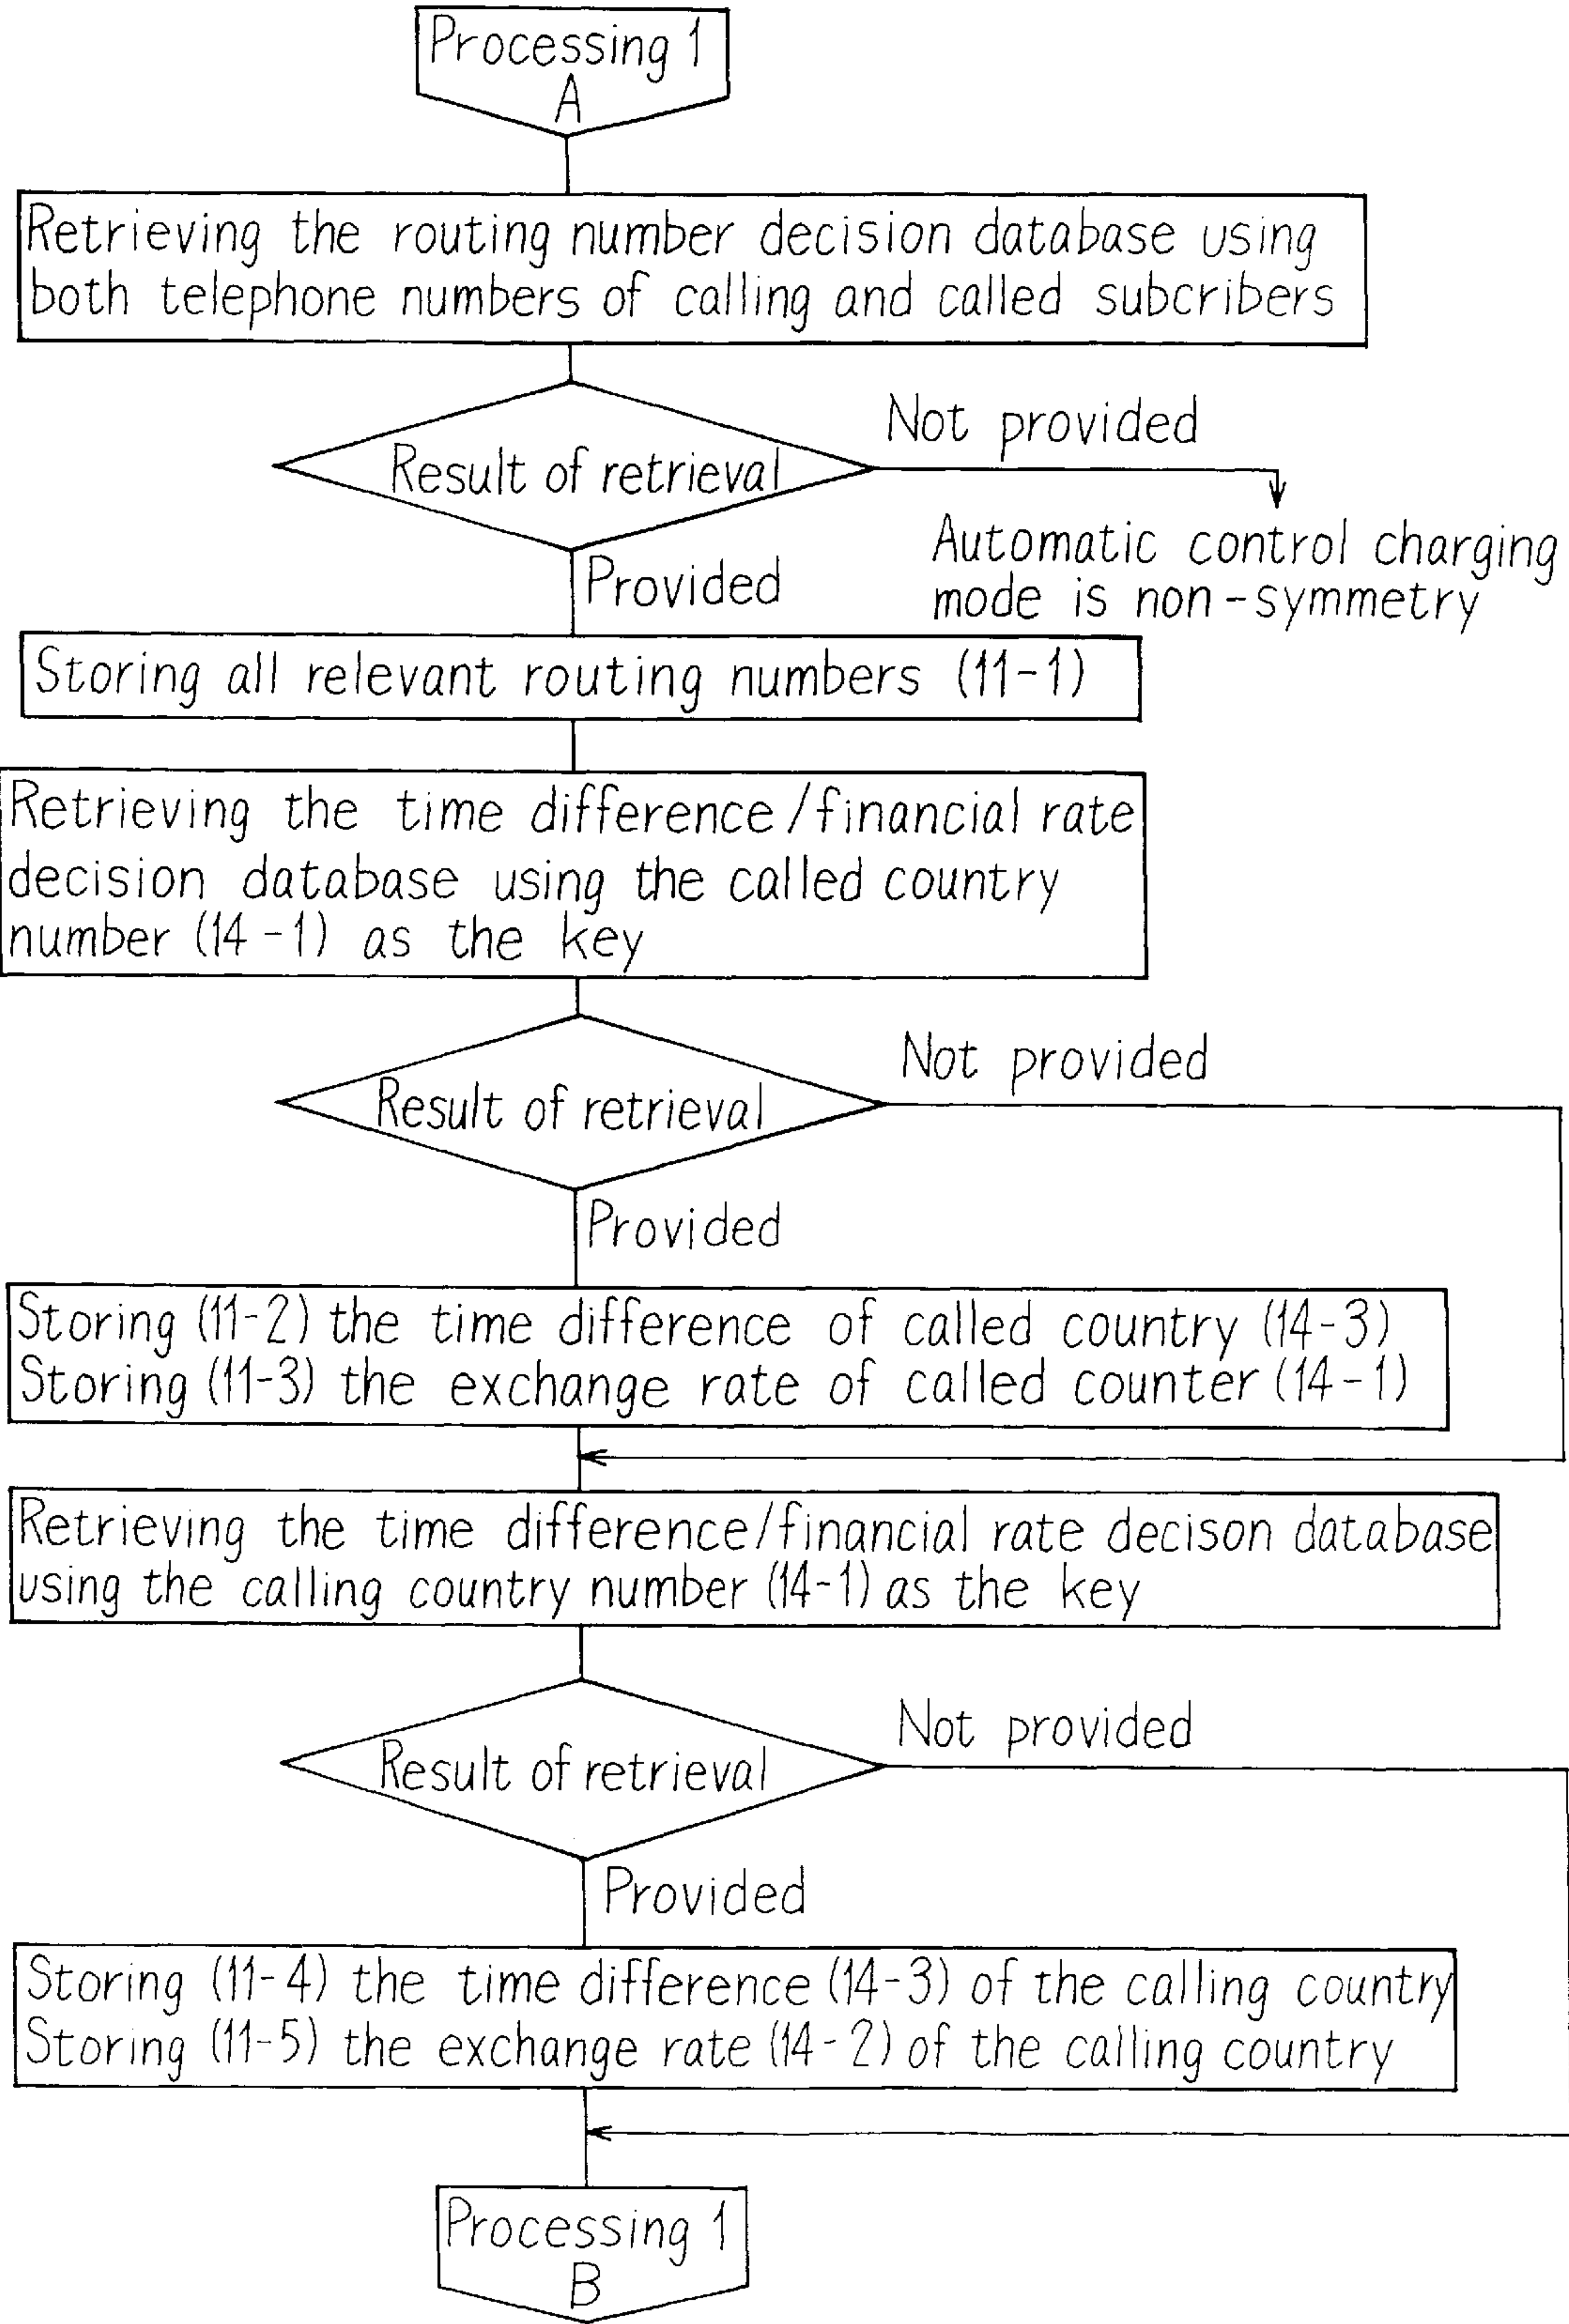 Processing 1
A
Retrieving the routing number decision database using
both telephone numbers of calling and called subcribers
Result of retrieval
Not provided
Automatic control charging
mode is non-symmetry
Provided
Storing all relevant routing numbers (11-1)
Retrieving the time difference/financial rate
decision database using the called country
number (14-1) as the key
Result of retrieval
Not provided
Provided
Storing (11-2) the time difference of called country (14-3)
Storing (11-3) the exchange rate of called counter (14-1)
Retrieving the time difference/financial rate decison database
using the calling country number (14-1) as the key
Result of retrieval
Not provided
Provided
Storing (11-4) the time difference (14-3) of the calling country
Storing (11-5) the exchange rate (14-2) of the calling country
Processing 1
B